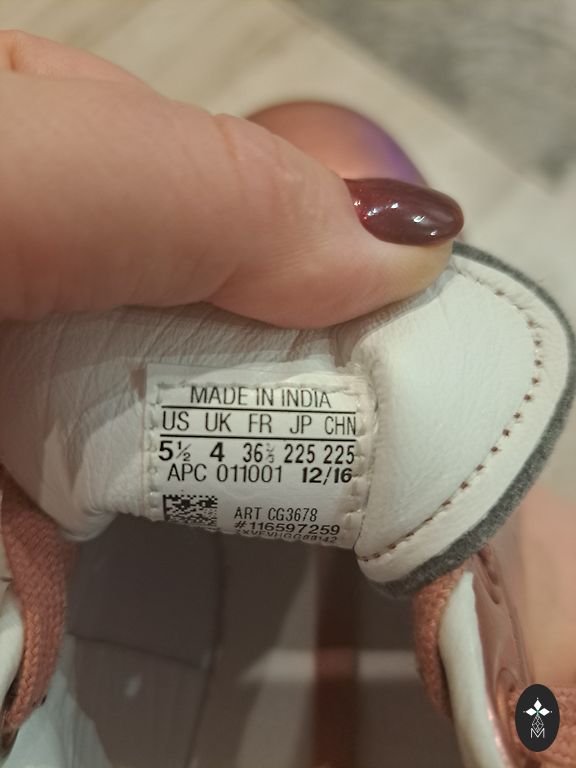 MADE IN INDIA
US UK FR JP CHN
5½ 4 36⅔ 225 225
APC 011001 12/16
ART CG3678
#116597259
M